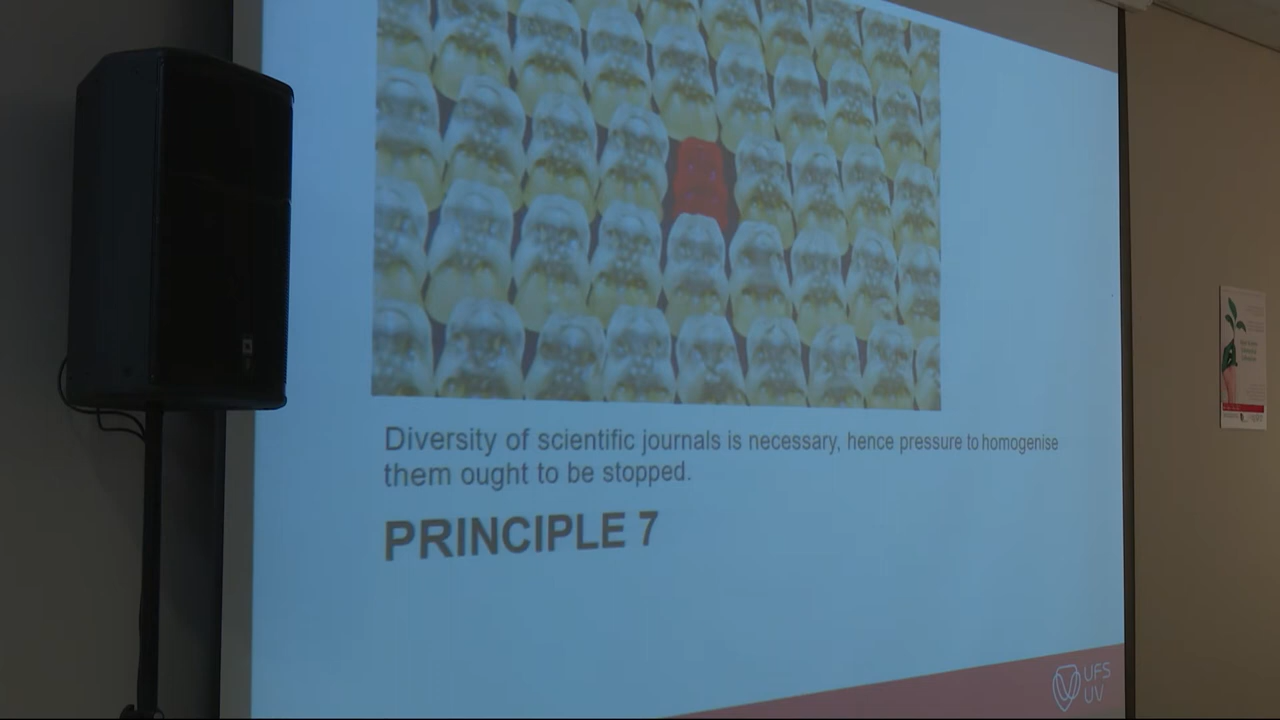 Diversity of scientific journals is necessary, hence pressure to homogenise
them ought to be stopped.
PRINCIPLE 7
UFS
UV